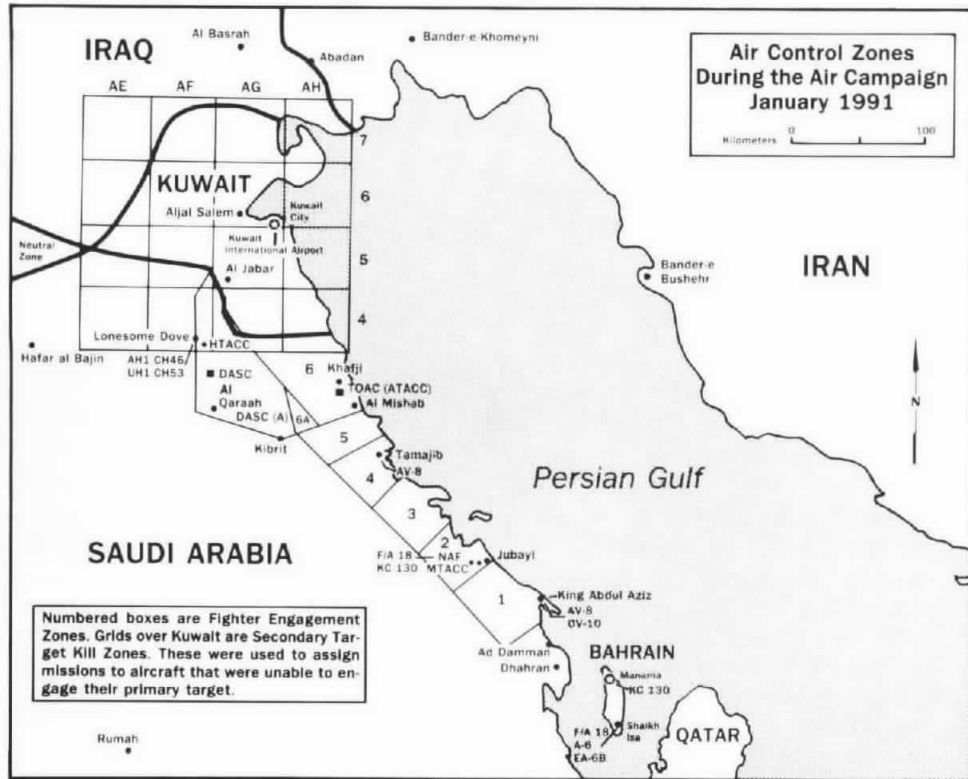 Air Control Zones
During the Air Campaign
January 1991
Kilometers 0 100
IRAQ
Al Basrah
Abadan
Bander-e-Khomeyni
AE AF AG AH
7
6
5
4
KUWAIT
Aljal Salem
Kuwait
City
Kuwait
International Airport
Neutral
Zone
Al Jabar
Bander-e
Bushehr
IRAN
Hafar al Bajin
Lonesome Dove
HTACC
AH1 CH46
UH1 CH53
DASC
Al
Qaraah
DASC (A)
6A
Kibrit
6
Khafji
TOAC (ATACC)
Al Mishab
5
Tamajib
AV-8
4
3
N
Persian Gulf
SAUDI ARABIA
2
F/A 18 NAF
KC 130 MTACC
Jubayl
1
King Abdul Aziz
AV-8
OV-10
Ad Damman
Dhahran
BAHRAIN
Manama
KC 130
Shaikh
Isa
F/A 18
A-6
EA-6B
QATAR
Numbered boxes are Fighter Engagement
Zones. Grids over Kuwait are Secondary Tar-
get Kill Zones. These were used to assign
missions to aircraft that were unable to en-
gage their primary target.
Rumah